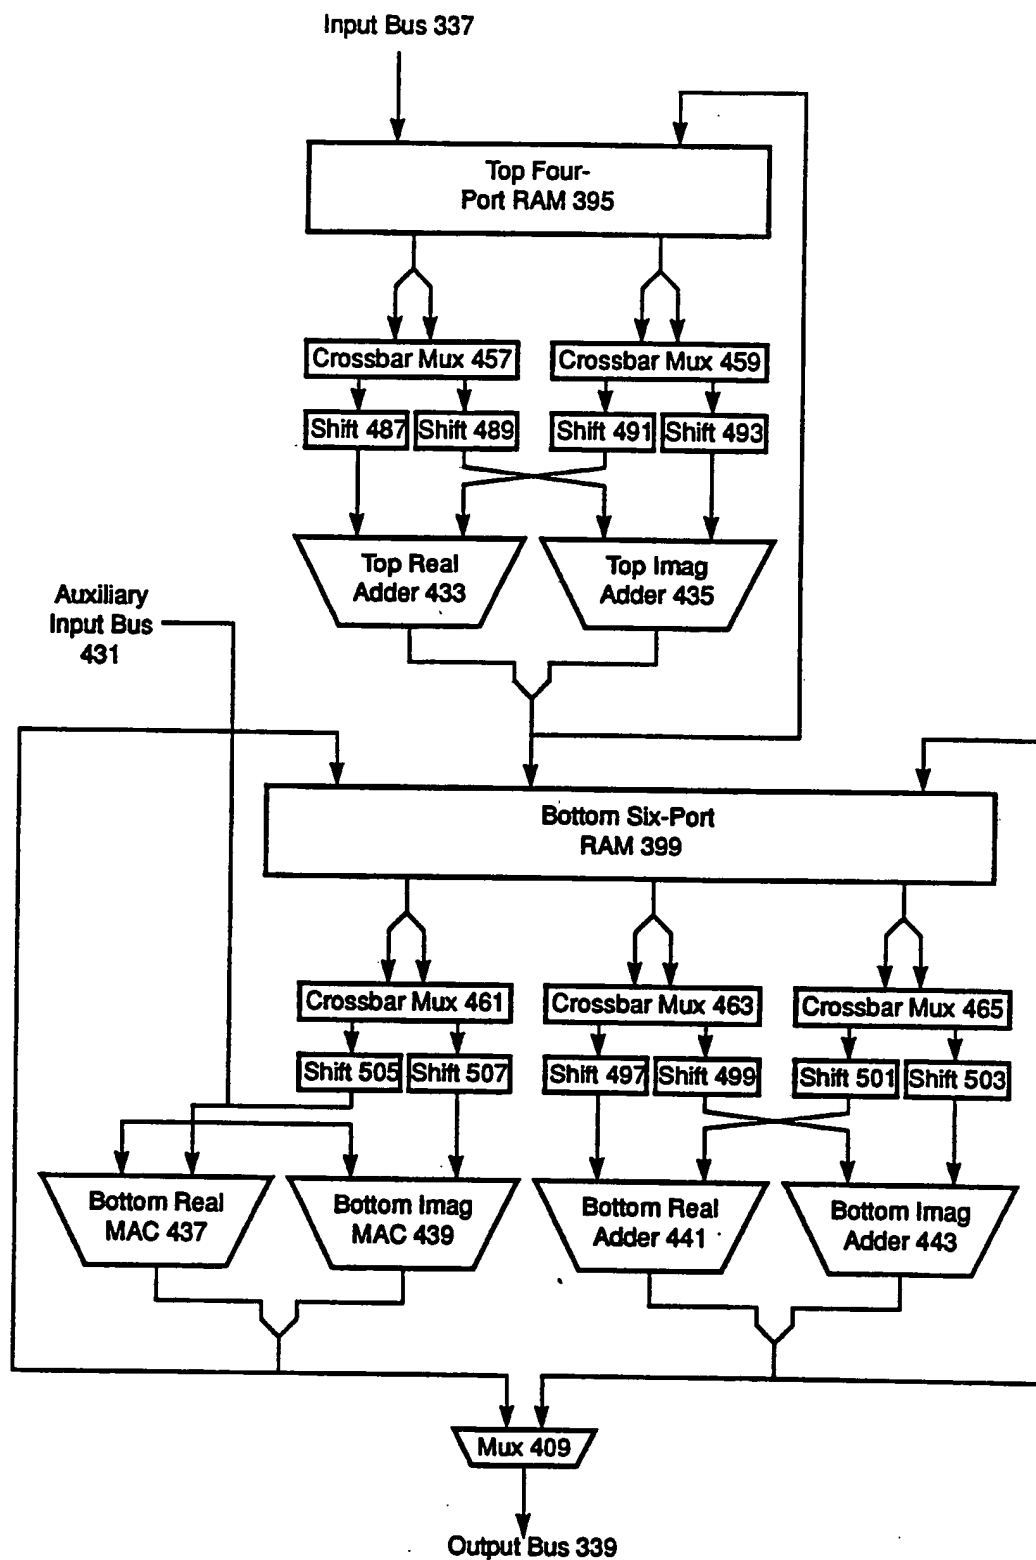 Input Bus 337
Top Four-
Port RAM 395
Crossbar Mux 457
Crossbar Mux 459
Shift 487
Shift 489
Shift 491
Shift 493
Top Real
Adder 433
Top Imag
Adder 435
Auxiliary
Input Bus
431
Bottom Six-Port
RAM 399
Crossbar Mux 461
Crossbar Mux 463
Crossbar Mux 465
Shift 505
Shift 507
Shift 497
Shift 499
Shift 501
Shift 503
Bottom Real
MAC 437
Bottom Imag
MAC 439
Bottom Real
Adder 441
Bottom Imag
Adder 443
Mux 409
Output Bus 339